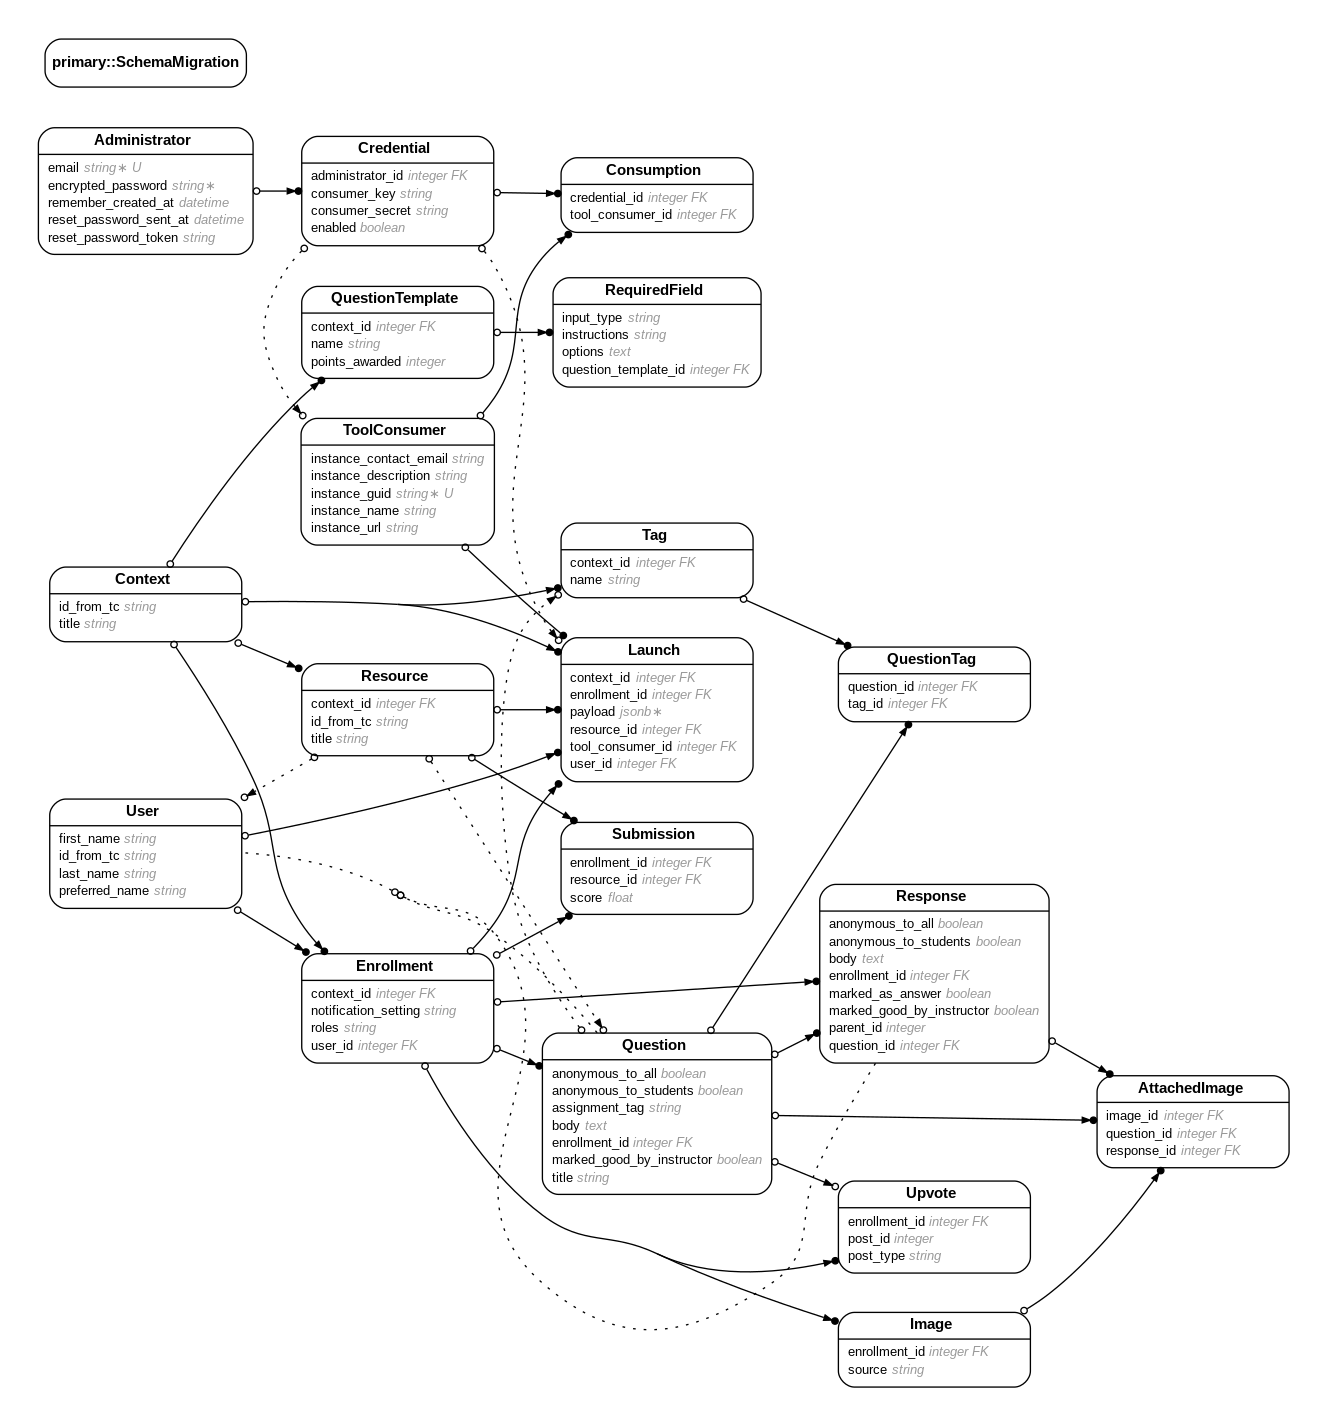 primary::SchemaMigration
Administrator
email string∗ U
encrypted_password string∗
remember_created_at datetime
reset_password_sent_at datetime
reset_password_token string
Credential
administrator_id integer FK
consumer_key string
consumer_secret string
enabled boolean
Consumption
credential_id integer FK
tool_consumer_id integer FK
QuestionTemplate
context_id integer FK
name string
points_awarded integer
RequiredField
input_type string
instructions string
options text
question_template_id integer FK
ToolConsumer
instance_contact_email string
instance_description string
instance_guid string∗ U
instance_name string
instance_url string
Tag
context_id integer FK
name string
Context
id_from_tc string
title string
Launch
context_id integer FK
enrollment_id integer FK
payload jsonb∗
resource_id integer FK
tool_consumer_id integer FK
user_id integer FK
QuestionTag
question_id integer FK
tag_id integer FK
Resource
context_id integer FK
id_from_tc string
title string
User
first_name string
id_from_tc string
last_name string
preferred_name string
Submission
enrollment_id integer FK
resource_id integer FK
score float
Response
anonymous_to_all boolean
anonymous_to_students boolean
body text
enrollment_id integer FK
marked_as_answer boolean
marked_good_by_instructor boolean
parent_id integer
question_id integer FK
Enrollment
context_id integer FK
notification_setting string
roles string
user_id integer FK
Question
anonymous_to_all boolean
anonymous_to_students boolean
assignment_tag string
body text
enrollment_id integer FK
marked_good_by_instructor boolean
title string
AttachedImage
image_id integer FK
question_id integer FK
response_id integer FK
Upvote
enrollment_id integer FK
post_id integer
post_type string
Image
enrollment_id integer FK
source string